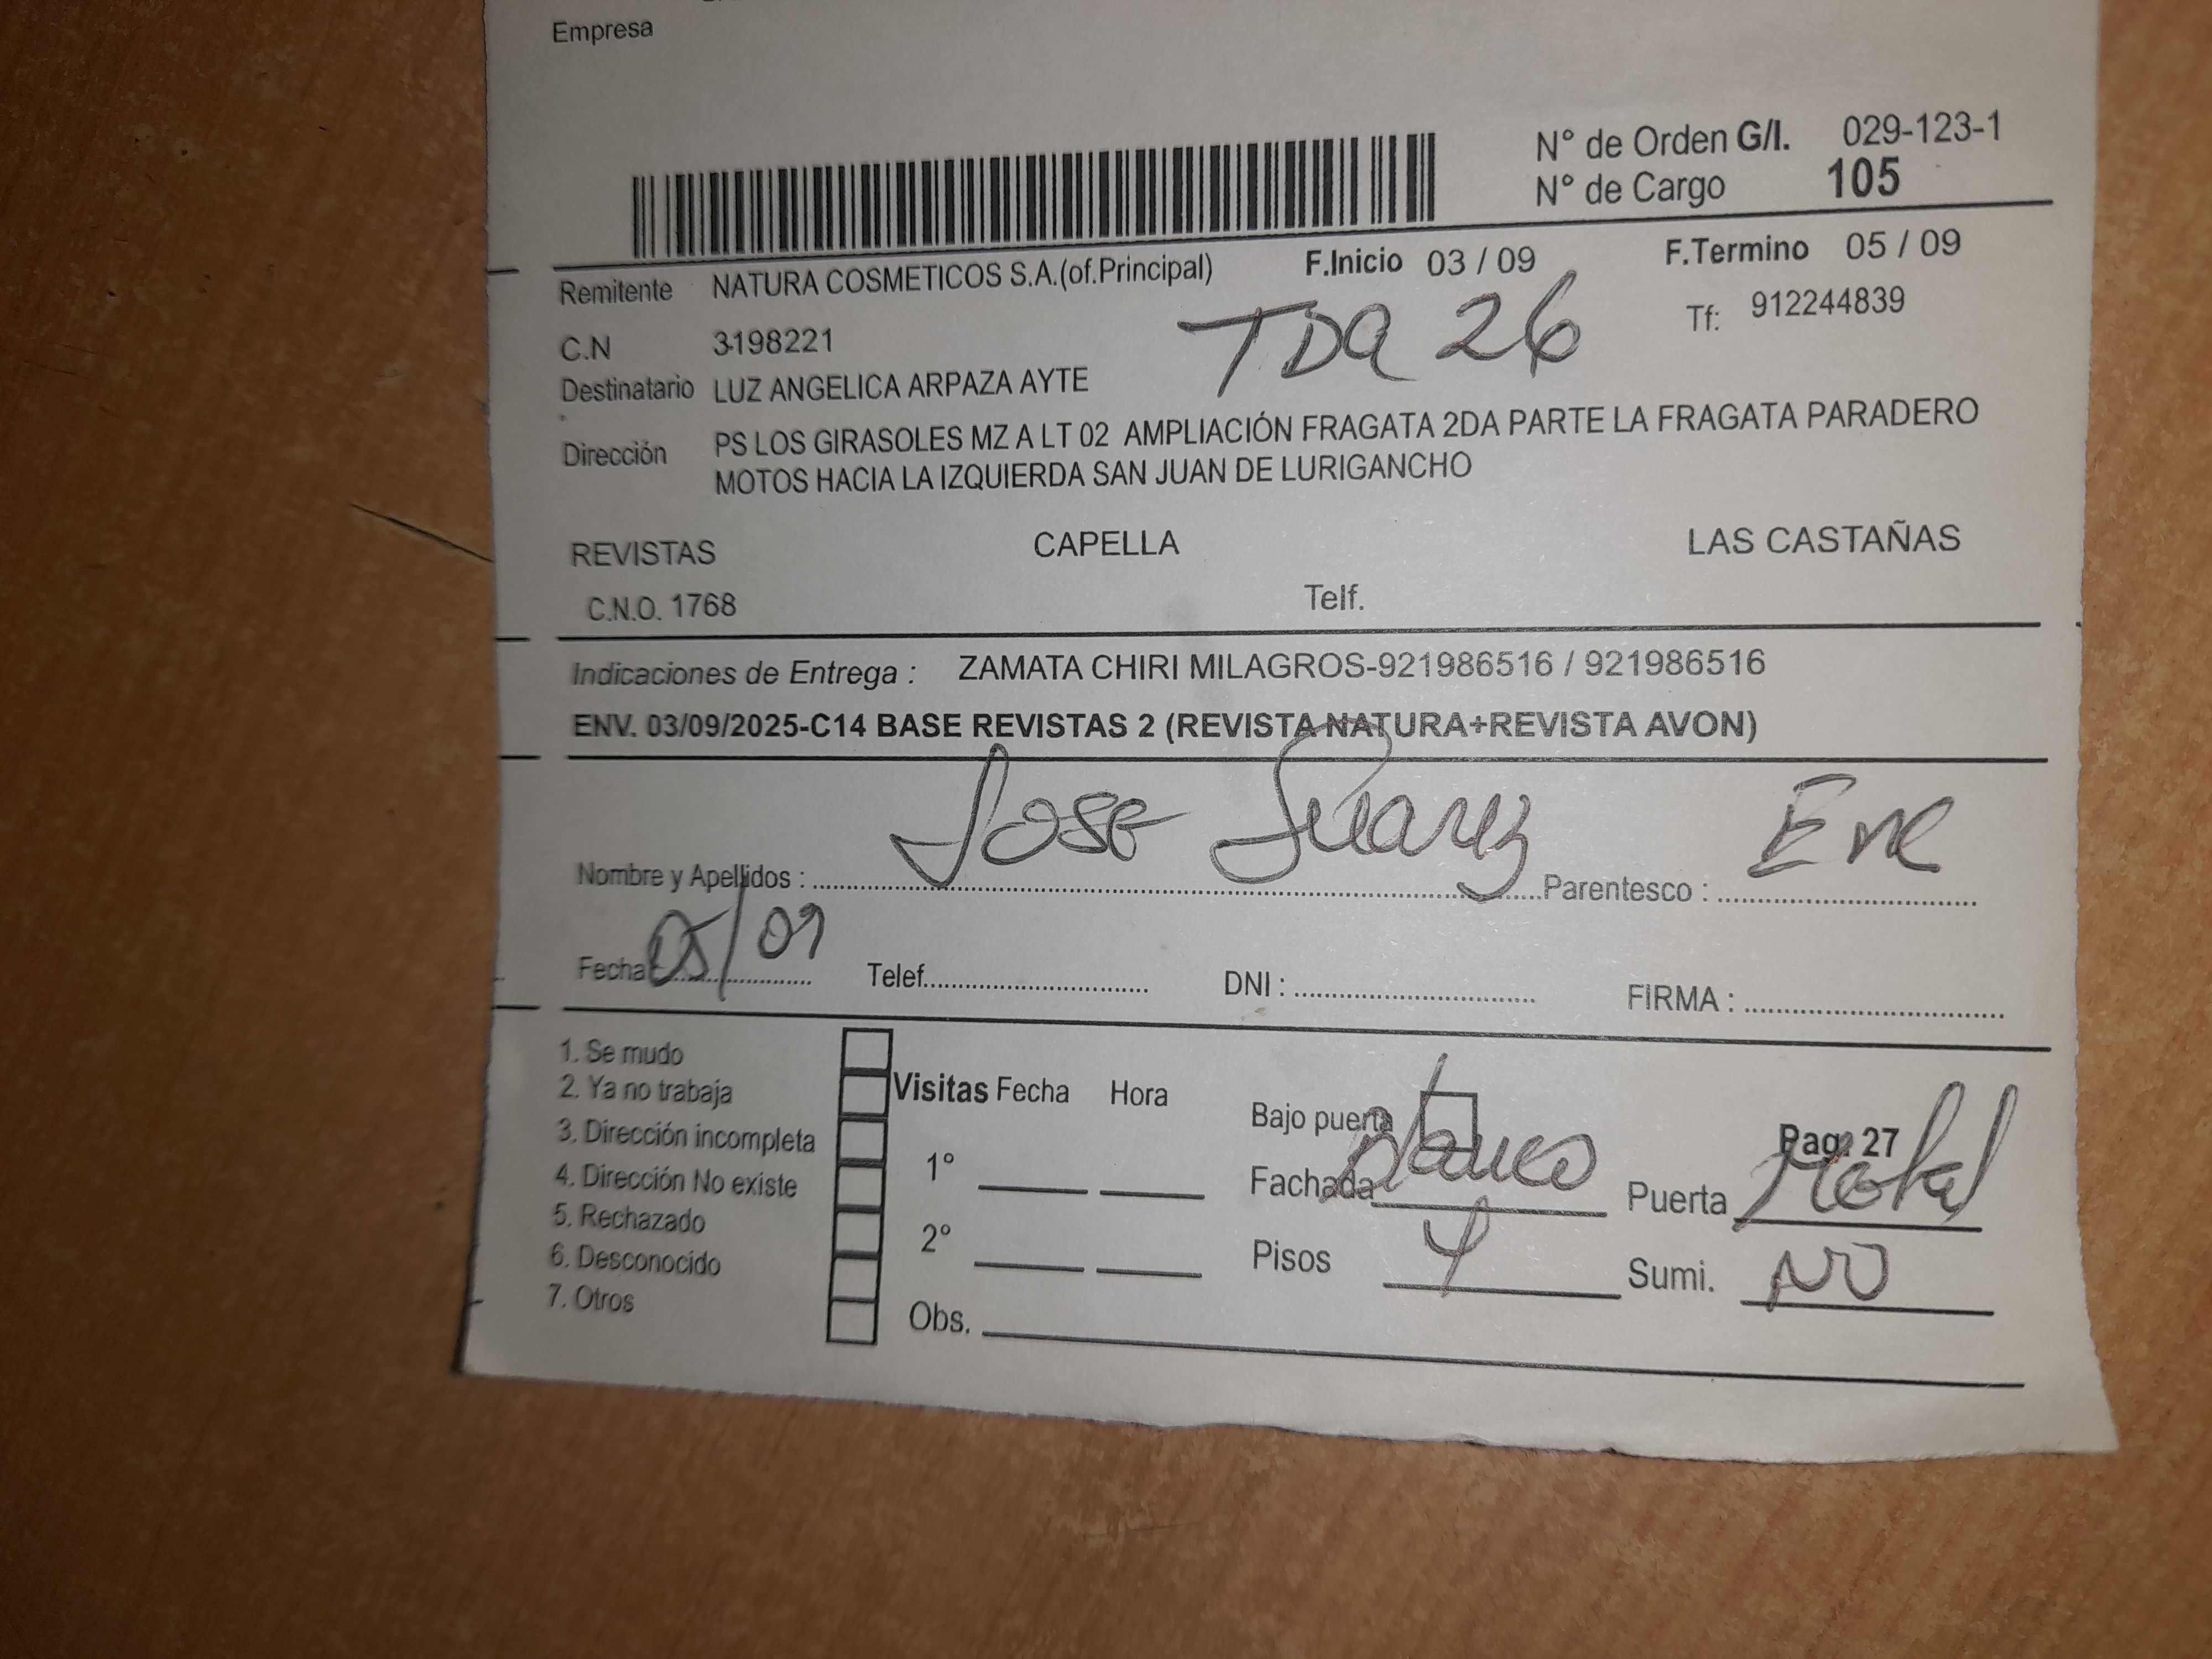 Empresa
N° de Orden G/I. 029-123-1
N° de Cargo 105
Remitente NATURA COSMETICOS S.A.(of.Principal) F.Inicio 03 / 09 F.Termino 05 / 09
C.N 3198221 TDA 26 Tf: 912244839
Destinatario LUZ ANGELICA ARPAZA AYTE
Dirección PS LOS GIRASOLES MZ A LT 02 AMPLIACIÓN FRAGATA 2DA PARTE LA FRAGATA PARADERO
MOTOS HACIA LA IZQUIERDA SAN JUAN DE LURIGANCHO
REVISTAS CAPELLA LAS CASTAÑAS
C.N.O. 1768 Telf.
Indicaciones de Entrega : ZAMATA CHIRI MILAGROS-921986516 / 921986516
ENV. 03/09/2025-C14 BASE REVISTAS 2 (REVISTA NATURA+REVISTA AVON)
Nombre y Apellidos : Jose Suarez Parentesco :
Fecha 05/09 Telef. DNI : FIRMA :
1. Se mudo
2. Ya no trabaja
3. Dirección incompleta
4. Dirección No existe
5. Rechazado
6. Desconocido
7. Otros
Visitas Fecha Hora
1°
2°
Obs.
Bajo puerta Pag. 27
Fachada blanco Puerta Metal
Pisos 4 Sumi. NO